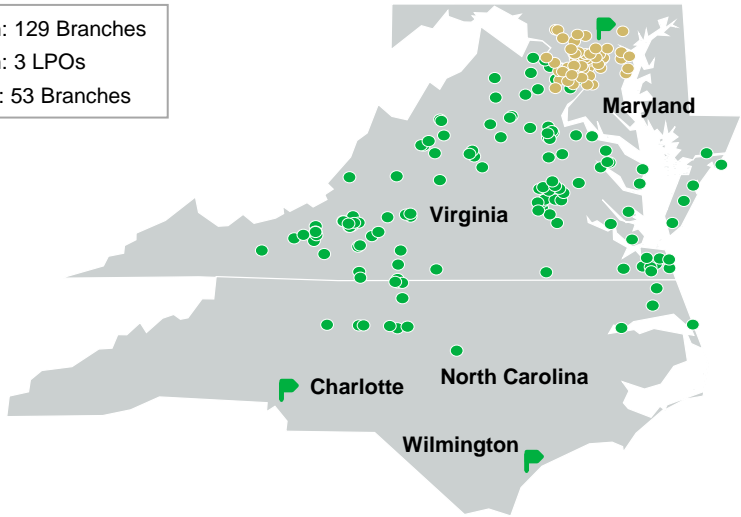 : 129 Branches
: 3 LPOs
: 53 Branches
Maryland
Virginia
Charlotte
North Carolina
Wilmington